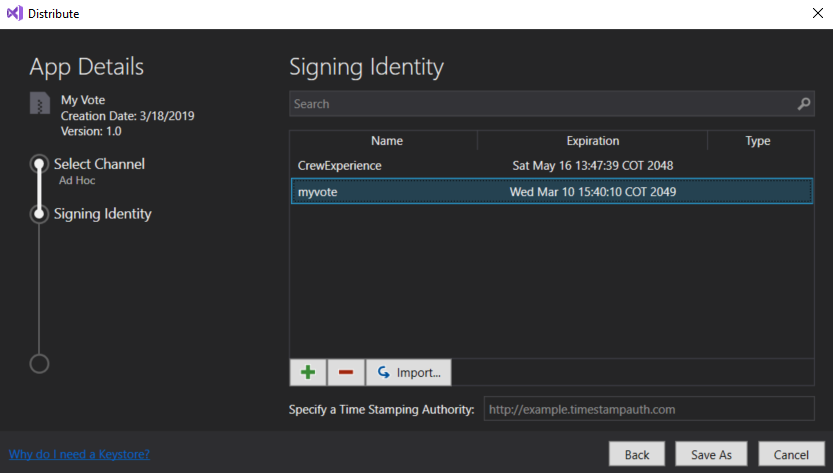 Distribute
App Details
My Vote
Creation Date: 3/18/2019
Version: 1.0
Select Channel
Ad Hoc
Signing Identity
Signing Identity
Search
Name Expiration Type
CrewExperience Sat May 16 13:47:39 COT 2048
myvote Wed Mar 10 15:40:10 COT 2049
Import...
Specify a Time Stamping Authority: http://example.timestampauth.com
Why do I need a Keystore?
Back Save As Cancel